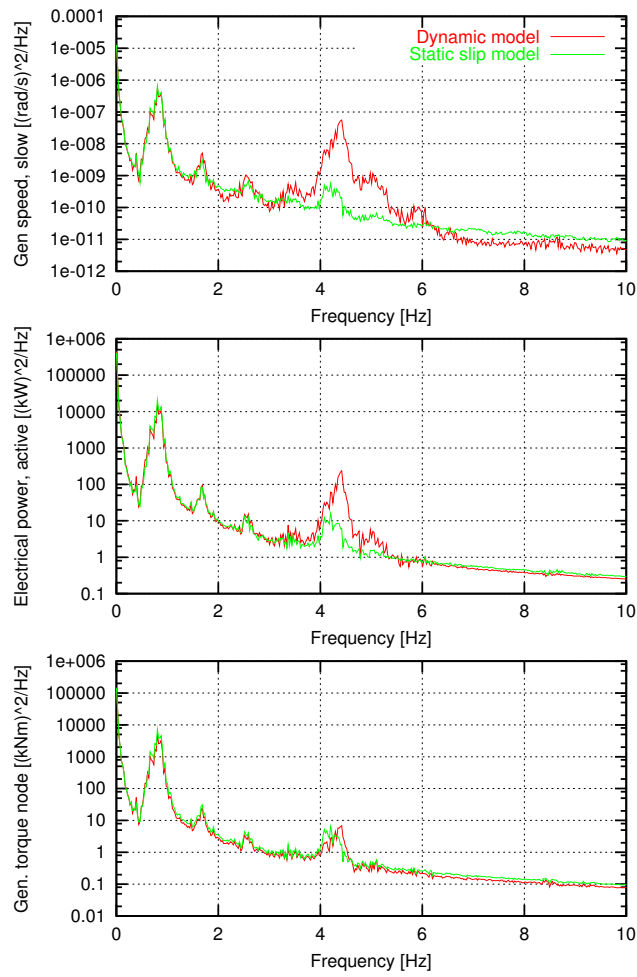 0.0001
1e-005
1e-006
1e-007
1e-008
1e-009
1e-010
1e-011
1e-012
Gen speed, slow [(rad/s)^2/Hz]
Dynamic model
Static slip model
0 2 4 6 8 10
Frequency [Hz]
1e+006
100000
10000
1000
100
10
1
0.1
Electrical power, active [(kW)^2/Hz]
0 2 4 6 8 10
Frequency [Hz]
1e+006
100000
10000
1000
100
10
1
0.1
0.01
Gen. torque node [(kNm)^2/Hz]
0 2 4 6 8 10
Frequency [Hz]